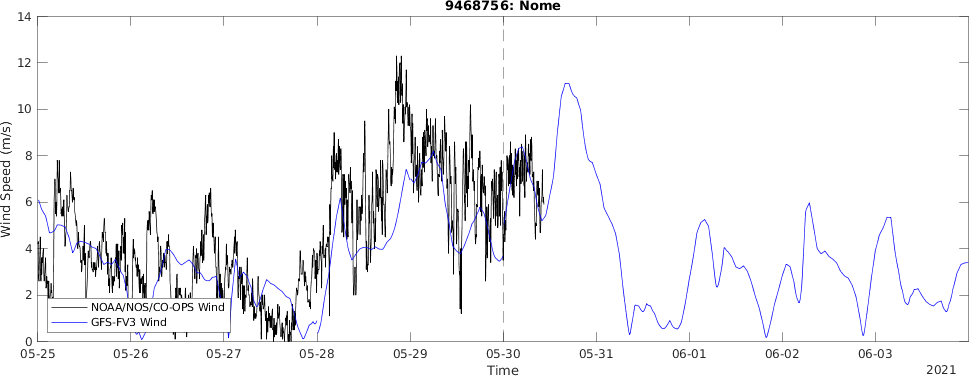 9468756: Nome
14
12
10
8
6
4
2
0
Wind Speed (m/s)
NOAA/NOS/CO-OPS Wind
GFS-FV3 Wind
05-25 05-26 05-27 05-28 05-29 05-30 05-31 06-01 06-02 06-03
Time
2021